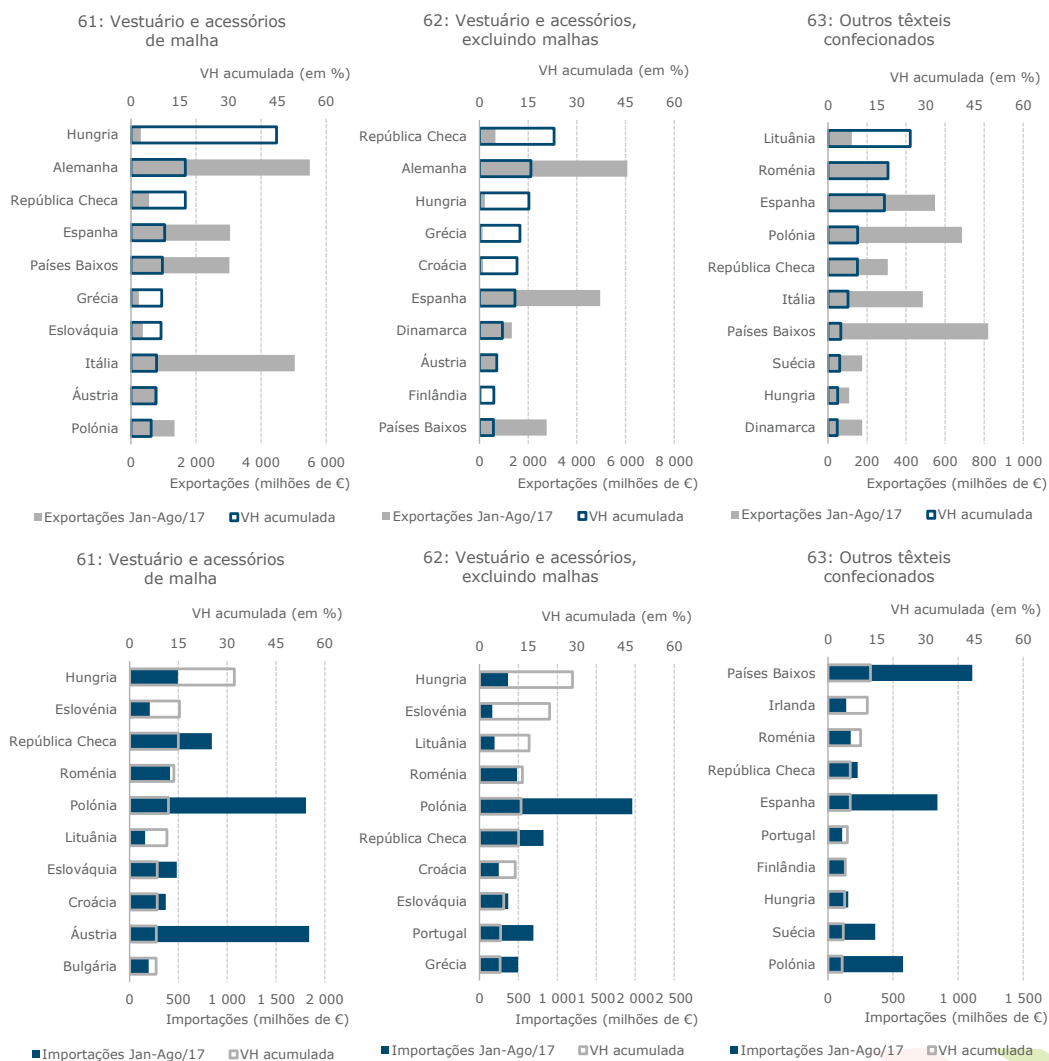 61: Vestuário e acessórios
de malha
VH acumulada (em %)
0 15 30 45 60
Hungria
Alemanha
República Checa
Espanha
Países Baixos
Grécia
Eslováquia
Itália
Áustria
Polónia
0 2 000 4 000 6 000
Exportações (milhões de €)
Exportações Jan-Ago/17 VH acumulada
62: Vestuário e acessórios,
excluindo malhas
VH acumulada (em %)
0 15 30 45 60
República Checa
Alemanha
Hungria
Grécia
Croácia
Espanha
Dinamarca
Áustria
Finlândia
Países Baixos
0 2 000 4 000 6 000 8 000
Exportações (milhões de €)
Exportações Jan-Ago/17 VH acumulada
63: Outros têxteis
confecionados
VH acumulada (em %)
0 15 30 45 60
Lituânia
Roménia
Espanha
Polónia
República Checa
Itália
Países Baixos
Suécia
Hungria
Dinamarca
0 200 400 600 800 1 000
Exportações (milhões de €)
Exportações Jan-Ago/17 VH acumulada
61: Vestuário e acessórios
de malha
VH acumulada (em %)
0 15 30 45 60
Hungria
Eslovénia
República Checa
Roménia
Polónia
Lituânia
Eslováquia
Croácia
Áustria
Bulgária
0 500 1 000 1 500 2 000
Importações (milhões de €)
Importações Jan-Ago/17 VH acumulada
62: Vestuário e acessórios,
excluindo malhas
VH acumulada (em %)
0 15 30 45 60
Hungria
Eslovénia
Lituânia
Roménia
Polónia
República Checa
Croácia
Eslováquia
Portugal
Grécia
0 500 1 000 1 500 2 000 2 500
Importações (milhões de €)
Importações Jan-Ago/17 VH acumulada
63: Outros têxteis
confecionados
VH acumulada (em %)
0 15 30 45 60
Países Baixos
Irlanda
Roménia
República Checa
Espanha
Portugal
Finlândia
Hungria
Suécia
Polónia
0 500 1 000 1 500
Importações (milhões de €)
Importações Jan-Ago/17 VH acumulada